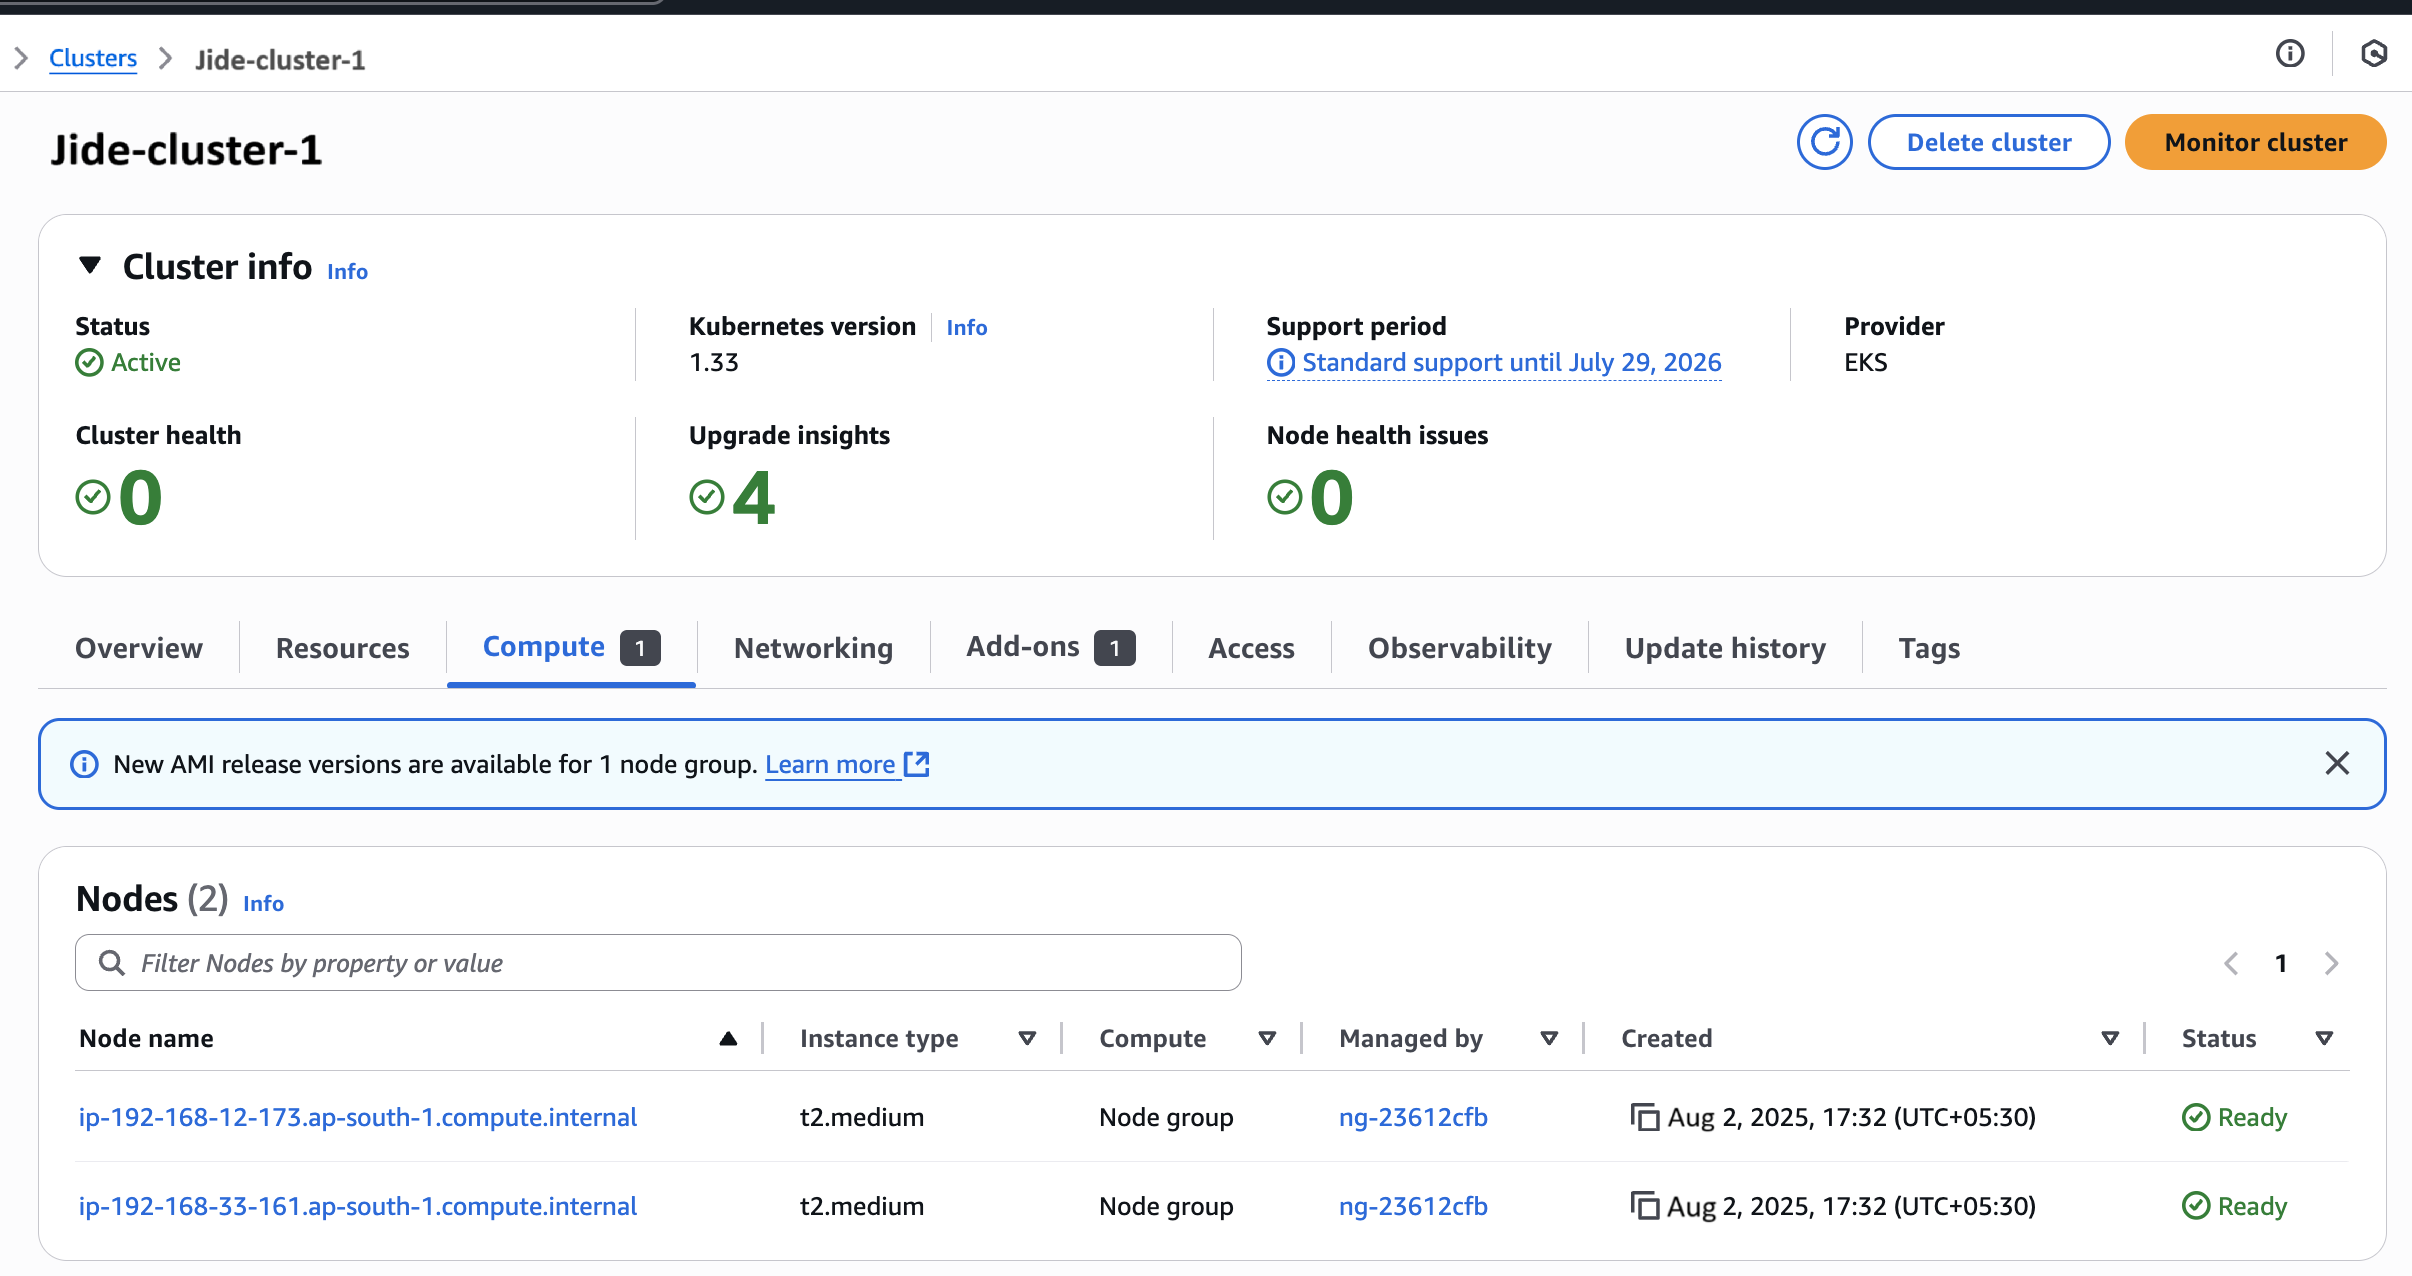 Clusters Jide-cluster-1
Jide-cluster-1
Delete cluster
Monitor cluster
Cluster info Info
Status
Active
Kubernetes version Info
1.33
Support period
Standard support until July 29, 2026
Provider
EKS
Cluster health
0
Upgrade insights
4
Node health issues
0
Overview Resources Compute 1 Networking Add-ons 1 Access Observability Update history Tags
New AMI release versions are available for 1 node group. Learn more
Nodes (2) Info
Filter Nodes by property or value
1
Node name Instance type Compute Managed by Created Status
ip-192-168-12-173.ap-south-1.compute.internal t2.medium Node group ng-23612cfb Aug 2, 2025, 17:32 (UTC+05:30) Ready
ip-192-168-33-161.ap-south-1.compute.internal t2.medium Node group ng-23612cfb Aug 2, 2025, 17:32 (UTC+05:30) Ready